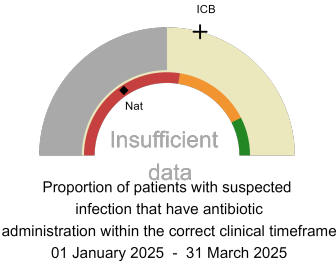 ICB
Nat
Insufficient
data
Proportion of patients with suspected
infection that have antibiotic
administration within the correct clinical timeframe
01 January 2025 - 31 March 2025